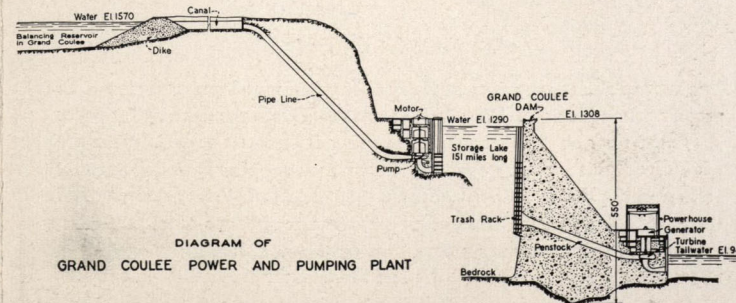 Water El. 1570
Canal
Balancing Reservoir
in Grand Coulee
Dike
Pipe Line
Motor
Pump
Water El. 1290
GRAND COULEE
DAM
El. 1308
Storage Lake
151 miles long
550'
Trash Rack
Penstock
Powerhouse
Generator
Turbine
Tailwater El.
Bedrock
DIAGRAM OF
GRAND COULEE POWER AND PUMPING PLANT